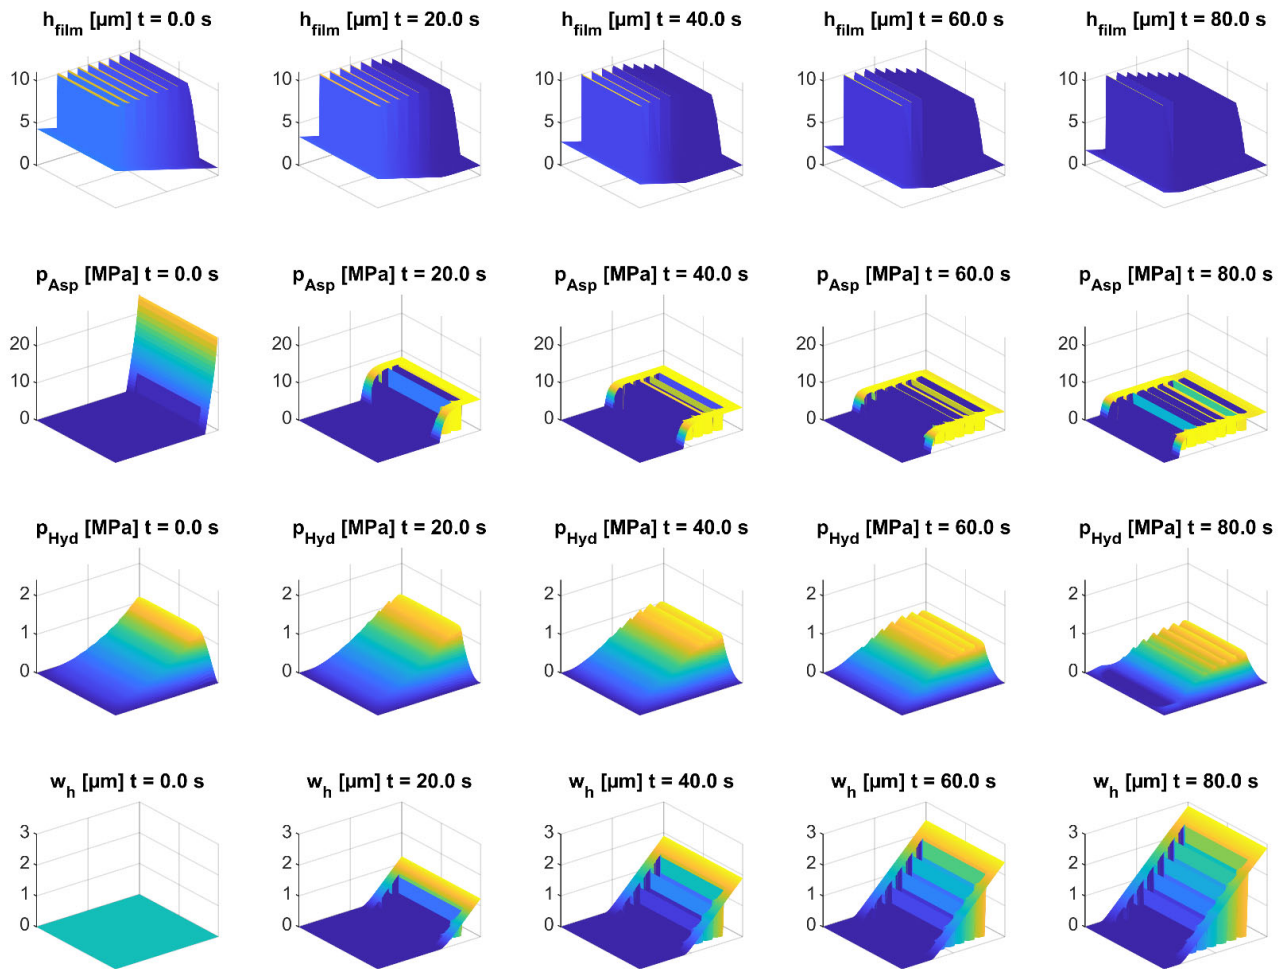 h_film [µm] t = 0.0 s h_film [µm] t = 20.0 s h_film [µm] t = 40.0 s h_film [µm] t = 60.0 s h_film [µm] t = 80.0 s
10 10 10 10 10
5 5 5 5 5
0 0 0 0 0
p_Asp [MPa] t = 0.0 s p_Asp [MPa] t = 20.0 s p_Asp [MPa] t = 40.0 s p_Asp [MPa] t = 60.0 s p_Asp [MPa] t = 80.0 s
20 20 20 20 20
10 10 10 10 10
0 0 0 0 0
p_Hyd [MPa] t = 0.0 s p_Hyd [MPa] t = 20.0 s p_Hyd [MPa] t = 40.0 s p_Hyd [MPa] t = 60.0 s p_Hyd [MPa] t = 80.0 s
2 2 2 2 2
1 1 1 1 1
0 0 0 0 0
w_h [µm] t = 0.0 s w_h [µm] t = 20.0 s w_h [µm] t = 40.0 s w_h [µm] t = 60.0 s w_h [µm] t = 80.0 s
3 3 3 3 3
2 2 2 2 2
1 1 1 1 1
0 0 0 0 0